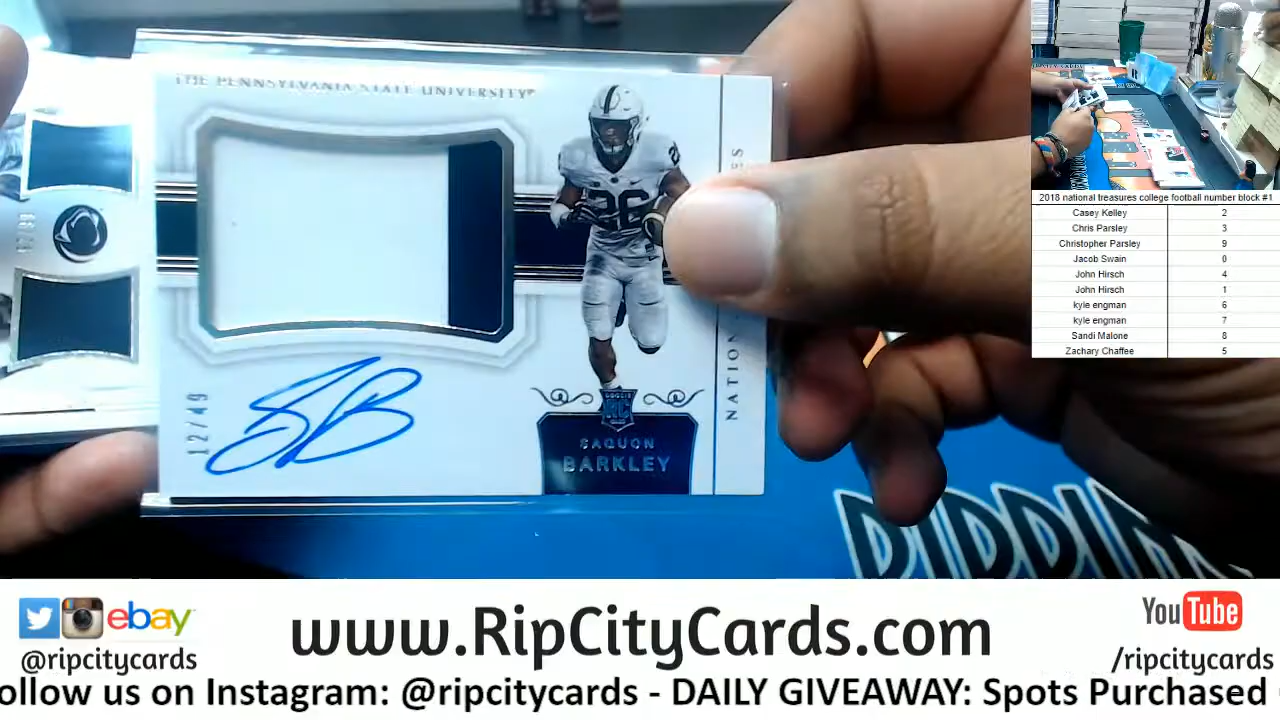 THE PENNSYLVANIA STATE UNIVERSITY
26
12/49
RC
SAQUON
BARKLEY
2018 national treasures college football number block #1
Casey Kelley 2
Chris Parsley 3
Christopher Parsley 9
Jacob Swain 0
John Hirsch 4
John Hirsch 1
kyle engman 6
kyle engman 7
Sandi Malone 8
Zachary Chaffee 5
ebay
@ripcitycards
www.RipCityCards.com
YouTube
/ripcitycards
ollow us on Instagram: @ripcitycards - DAILY GIVEAWAY: Spots Purchased